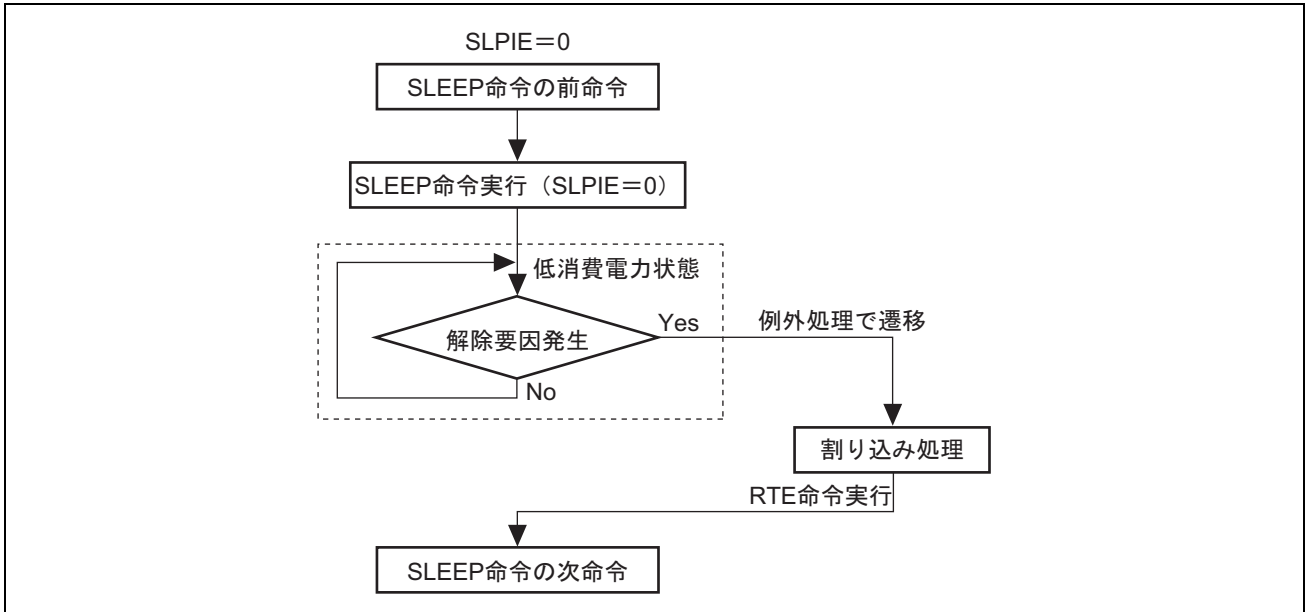 SLPIE＝0
SLEEP命令の前命令
SLEEP命令実行（SLPIE＝0）
低消費電力状態
解除要因発生
Yes
例外処理で遷移
No
割り込み処理
RTE命令実行
SLEEP命令の次命令